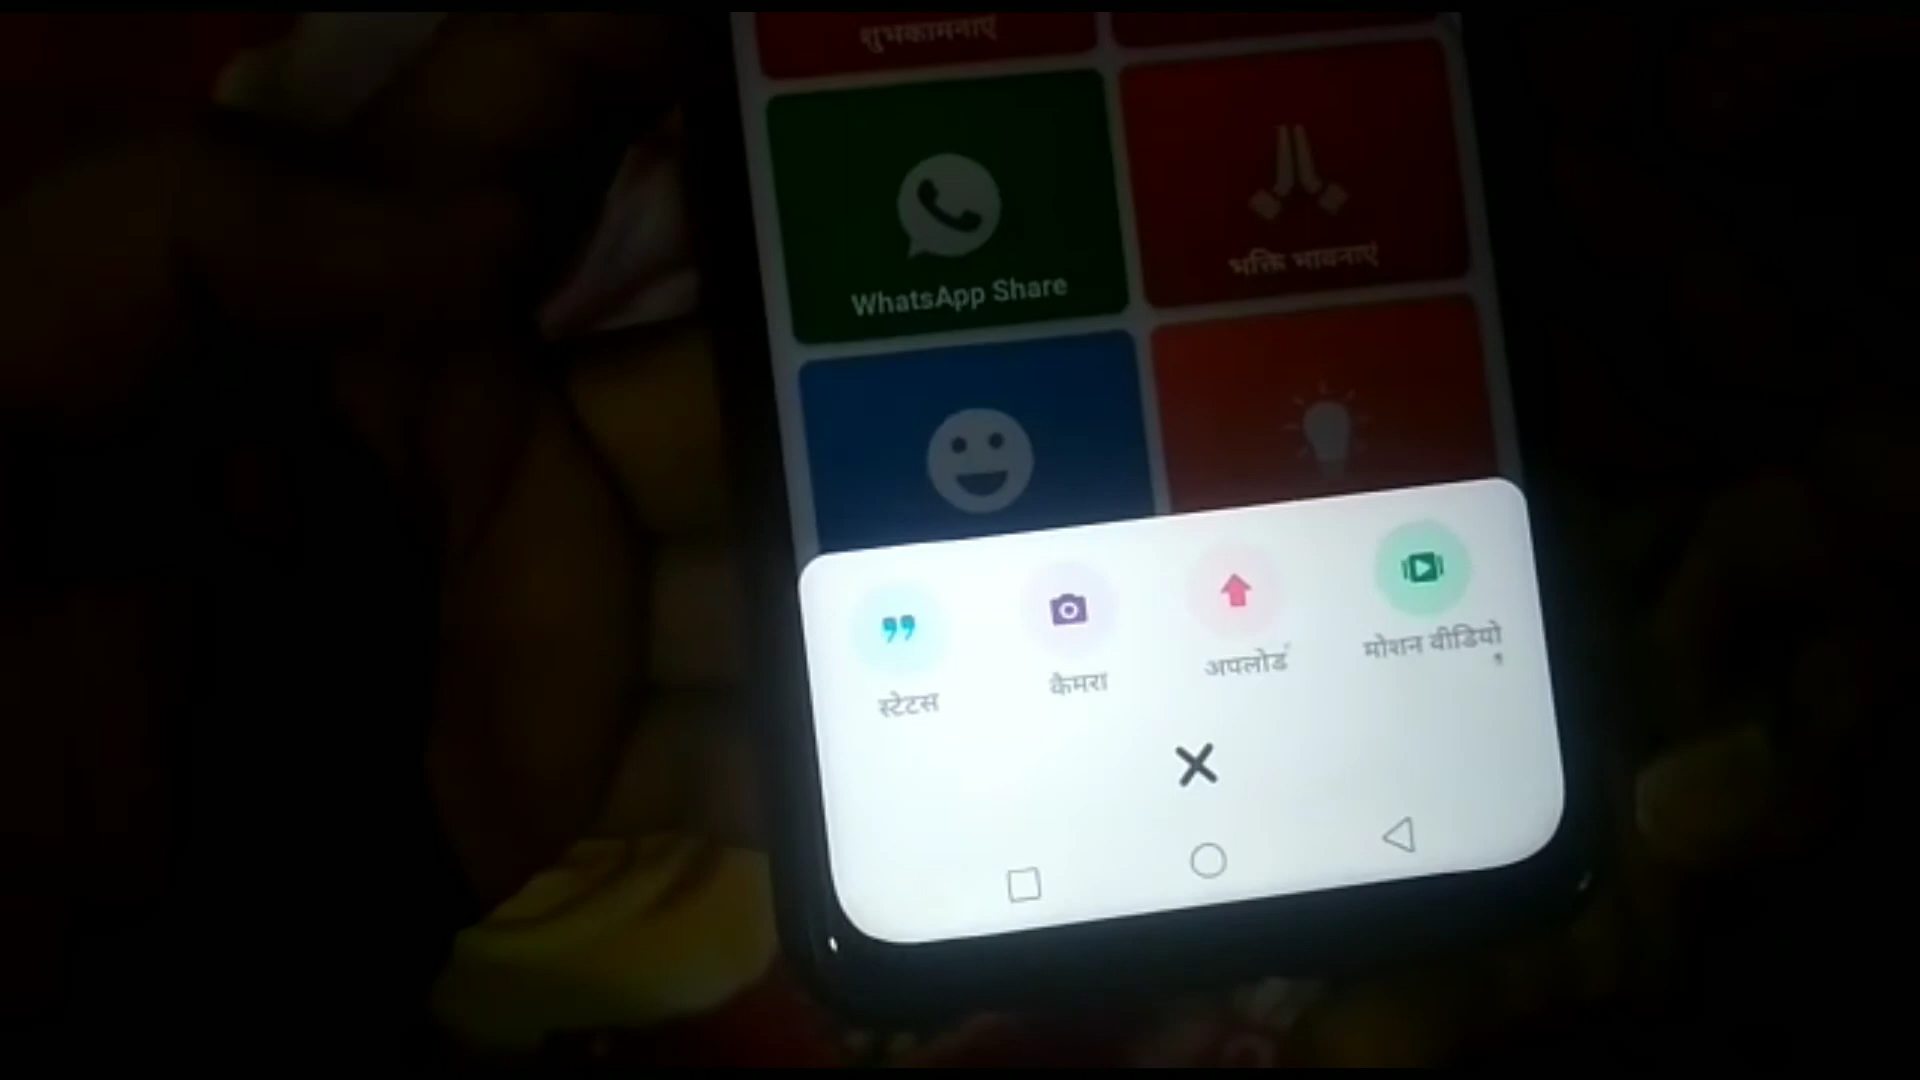 शुभकामनाएं
WhatsApp Share
भक्ति भावनाएं
स्टेटस
कैमरा
अपलोड
मोशन वीडियो